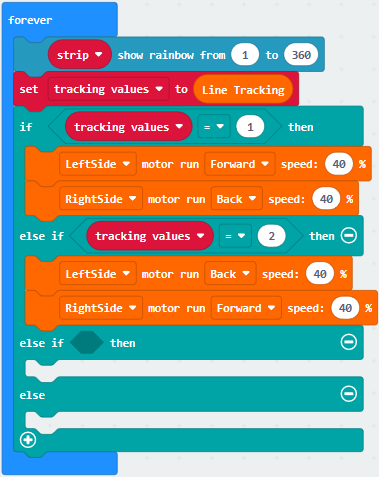 forever
strip show rainbow from 1 to 360
set tracking values to Line Tracking
if tracking values = 1 then
LeftSide motor run Forward speed: 40 %
RightSide motor run Back speed: 40 %
else if tracking values = 2 then
LeftSide motor run Back speed: 40 %
RightSide motor run Forward speed: 40 %
else if then
else